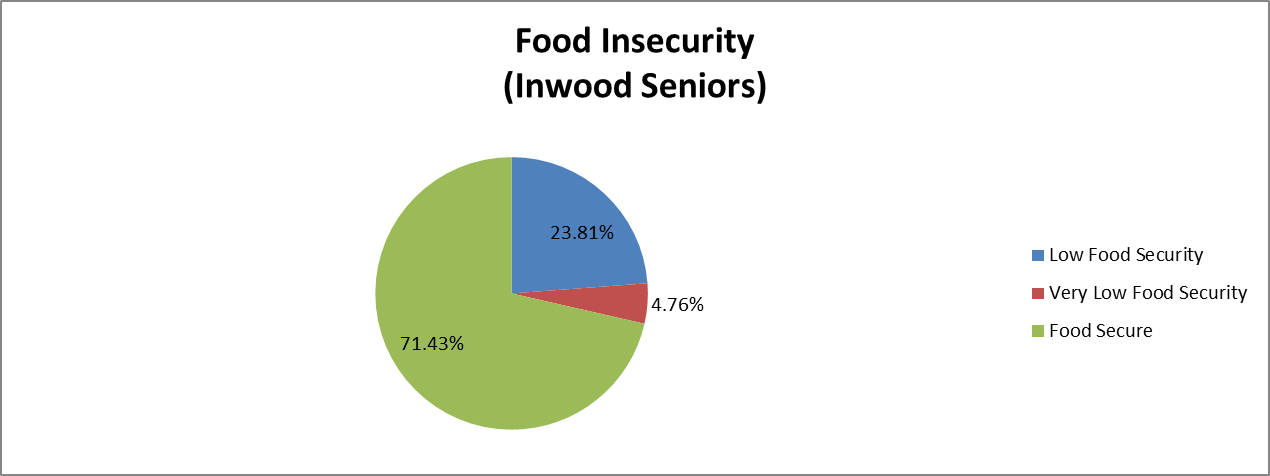 Food Insecurity
(Inwood Seniors)
23.81%
4.76%
71.43%
Low Food Security
Very Low Food Security
Food Secure